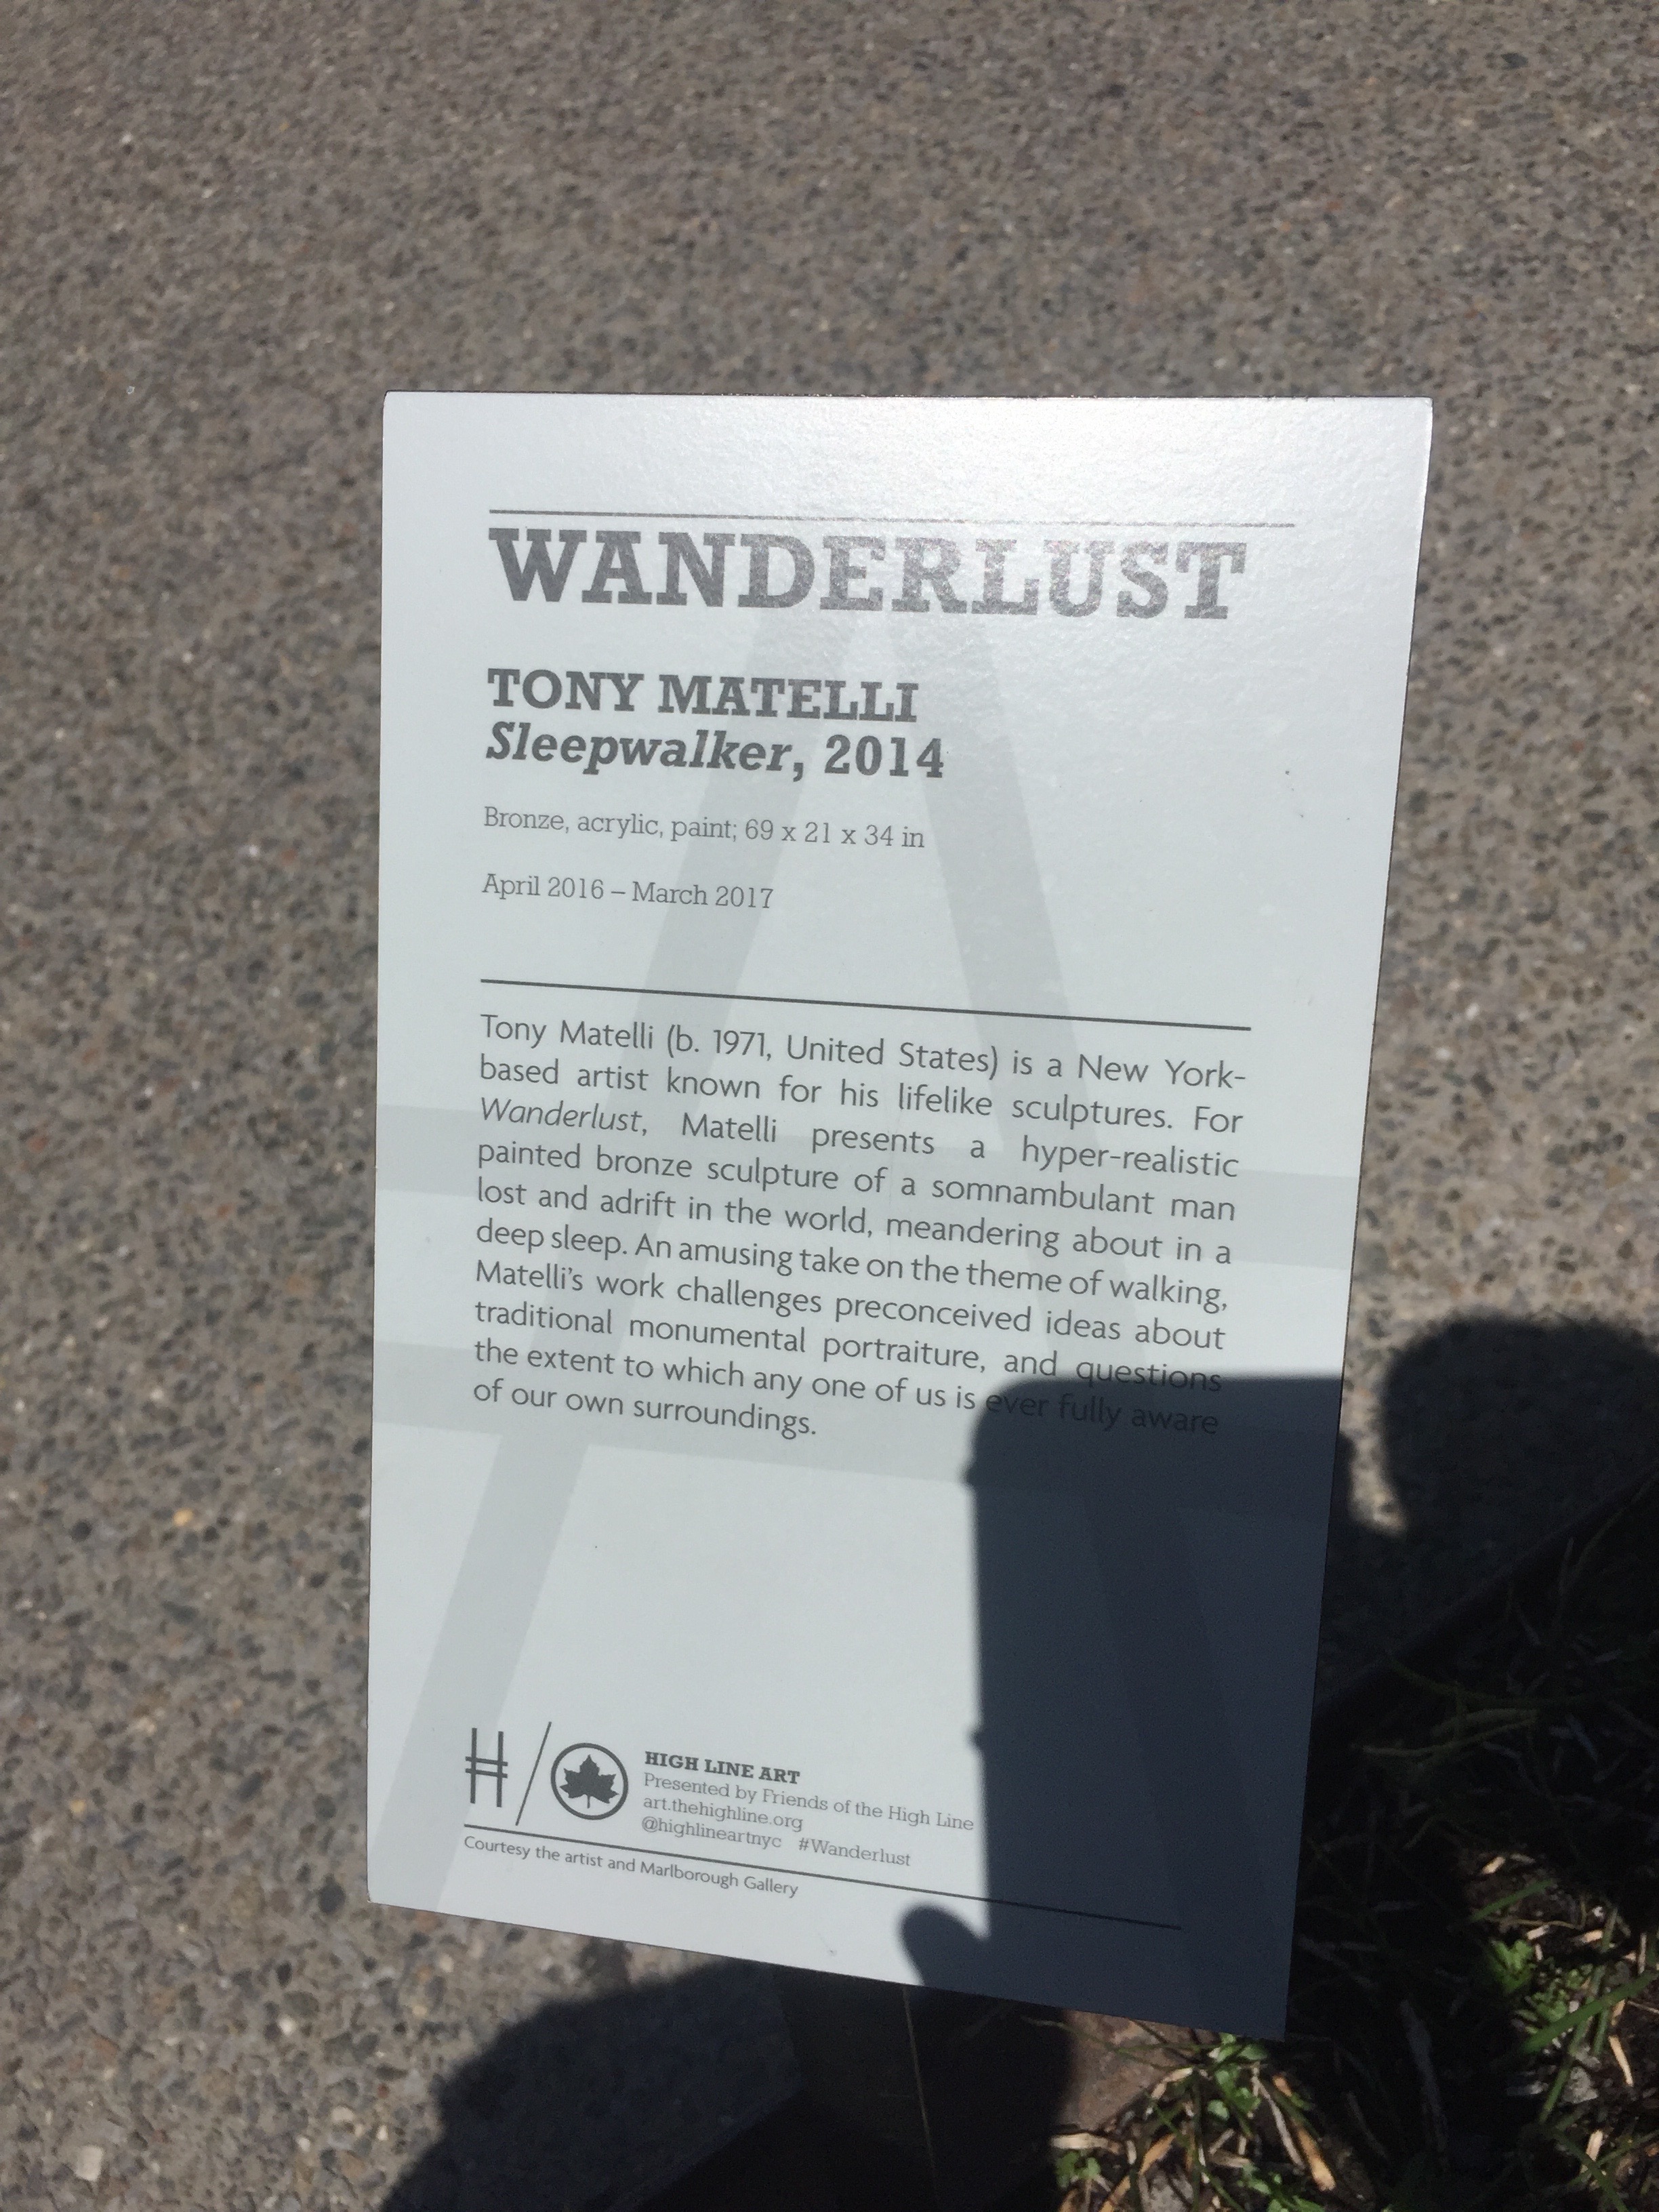 WANDERLUST
TONY MATELLI
Sleepwalker, 2014
Bronze, acrylic, paint; 69 x 21 x 34 in
April 2016 – March 2017
Tony Matelli (b. 1971, United States) is a New York-
based artist known for his lifelike sculptures. For
Wanderlust, Matelli presents a hyper-realistic
painted bronze sculpture of a somnambulant man
lost and adrift in the world, meandering about in a
deep sleep. An amusing take on the theme of walking,
Matelli's work challenges preconceived ideas about
traditional monumental portraiture, and questions
the extent to which any one of us is ever fully aware
of our own surroundings.
H
HIGH LINE ART
Presented by Friends of the High Line
art.thehighline.org
@highlineartnyc #Wanderlust
Courtesy the artist and Marlborough Gallery